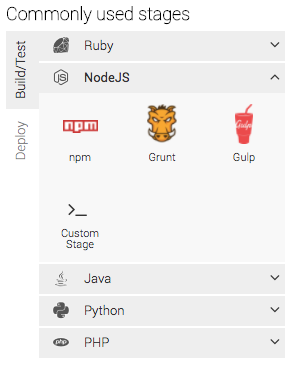 Commonly used stages
Build/Test
Deploy
Ruby
NodeJS
npm
Grunt
Gulp
npm
Grunt
Gulp
>_
Custom
Stage
Java
Python
PHP
php